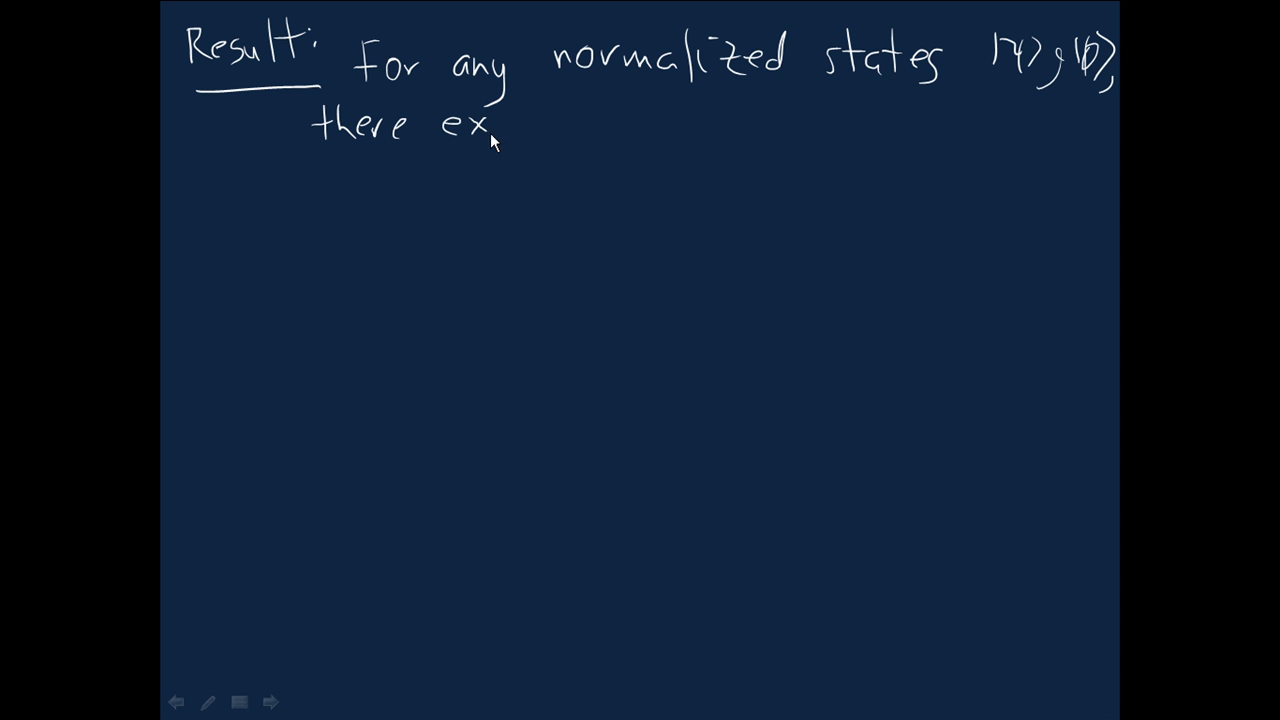 Result: For any normalized states |ψ⟩, |φ⟩,
there ex